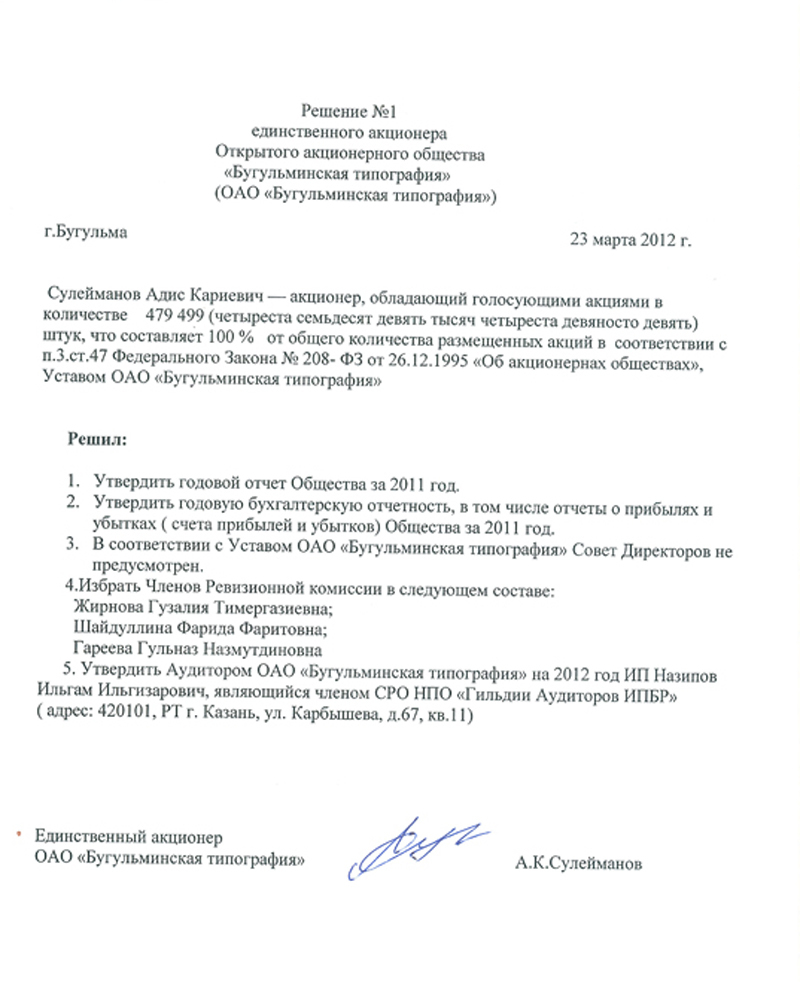 Решение №1
единственного акционера
Открытого акционерного общества
«Бугульминская типография»
(ОАО «Бугульминская типография»)
г.Бугульма
23 марта 2012 г.
Сулейманов Адис Кариевич — акционер, обладающий голосующими акциями в
количестве 479 499 (четыреста семьдесят девять тысяч четыреста девяносто девять)
штук, что составляет 100 % от общего количества размещенных акций в соответствии с
п.3.ст.47 Федерального Закона № 208- ФЗ от 26.12.1995 «Об акционернах обществах»,
Уставом ОАО «Бугульминская типография»
Решил:
1. Утвердить годовой отчет Общества за 2011 год.
2. Утвердить годовую бухгалтерскую отчетность, в том числе отчеты о прибылях и
убытках ( счета прибылей и убытков) Общества за 2011 год.
3. В соответствии с Уставом ОАО «Бугульминская типография» Совет Директоров не
предусмотрен.
4.Избрать Членов Ревизионной комиссии в следующем составе:
Жирнова Гузалия Тимергазиевна;
Шайдуллина Фарида Фаритовна;
Гареева Гульназ Назмутдиновна
5. Утвердить Аудитором ОАО «Бугульминская типография» на 2012 год ИП Назипов
Ильгам Ильгизарович, являющийся членом СРО НПО «Гильдии Аудиторов ИПБР»
( адрес: 420101, РТ г. Казань, ул. Карбышева, д.67, кв.11)
Единственный акционер
ОАО «Бугульминская типография»
А.К.Сулейманов